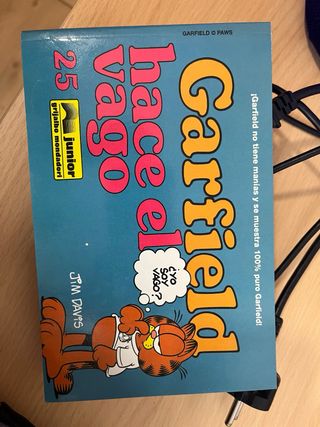 ¡Garfield no tiene manías y se muestra 100% puro Garfield!
GARFIELD © PAWS
Garfield
hace el
vago
25
junior
grijalbo mondadori
¿YO
SOY
VAGO?
JIM DAVIS